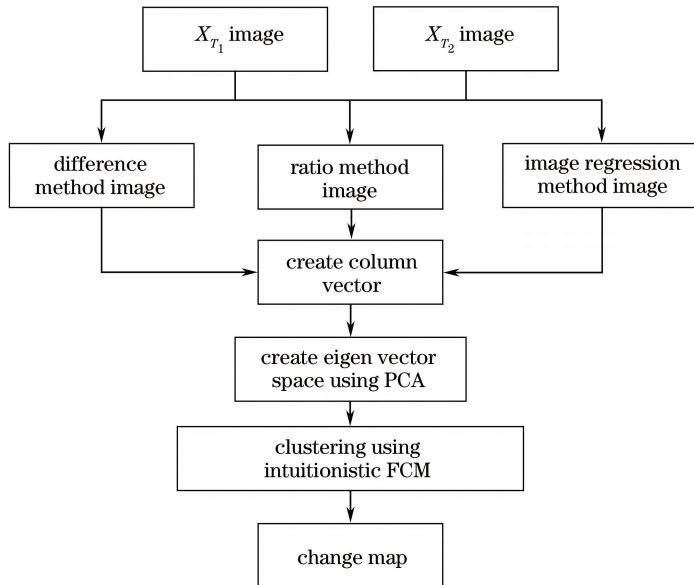 X_{T_1} image
X_{T_2} image
difference
method image
ratio method
image
image regression
method image
create column
vector
create eigen vector
space using PCA
clustering using
intuitionistic FCM
change map